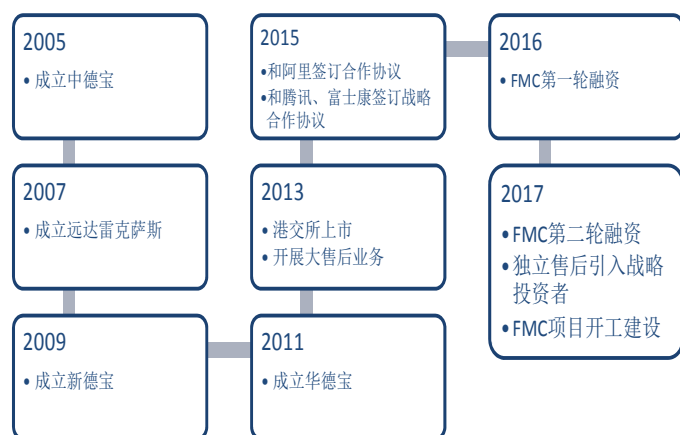 2005
• 成立中德宝
2007
• 成立远达雷克萨斯
2009
• 成立新德宝
2011
• 成立华德宝
2013
• 港交所上市
• 开展大售后业务
2015
• 和阿里签订合作协议
• 和腾讯、富士康签订战略
合作协议
2016
• FMC第一轮融资
2017
• FMC第二轮融资
• 独立售后引入战略
投资者
• FMC项目开工建设